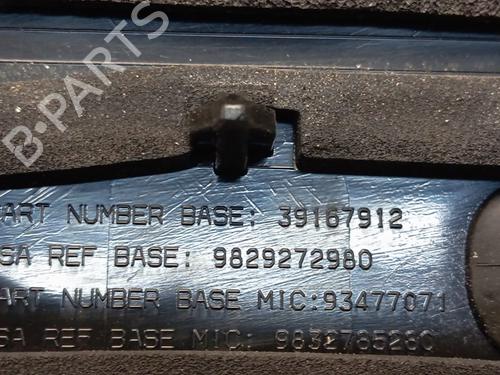 B-PARTS
ART NUMBER BASE: 39167912
SA REF BASE: 9829272980
ART NUMBER BASE MIC:93477071
SA REF BASE MIC: 9832785280